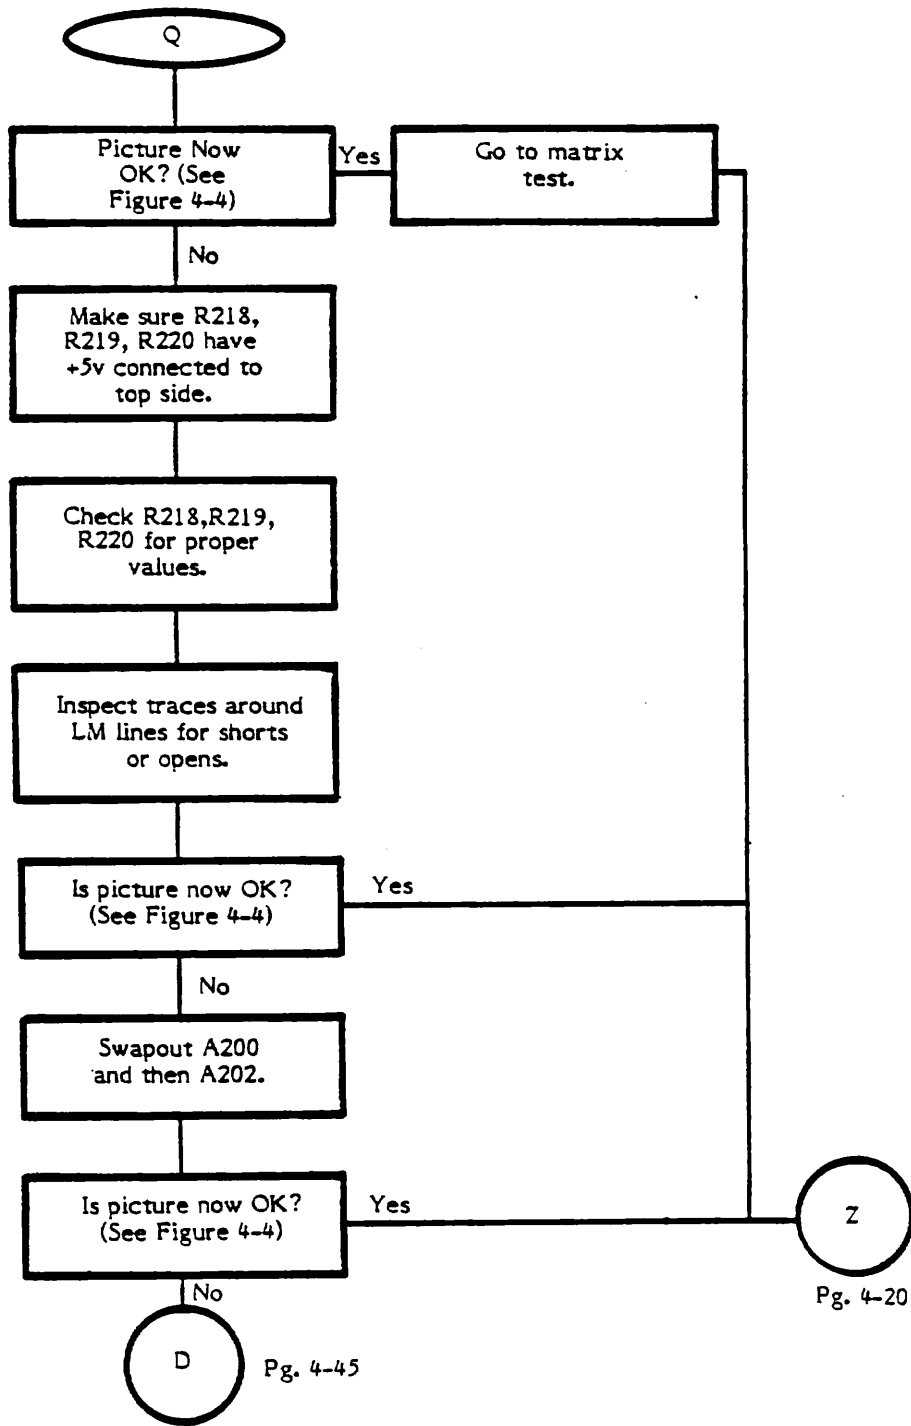 Q
Picture Now
OK? (See
Figure 4-4)
Yes
Go to matrix
test.
No
Make sure R218,
R219, R220 have
+5v connected to
top side.
Check R218,R219,
R220 for proper
values.
Inspect traces around
LM lines for shorts
or opens.
Is picture now OK?
(See Figure 4-4)
Yes
No
Swapout A200
and then A202.
Is picture now OK?
(See Figure 4-4)
Yes
Z
Pg. 4-20
No
D
Pg. 4-45